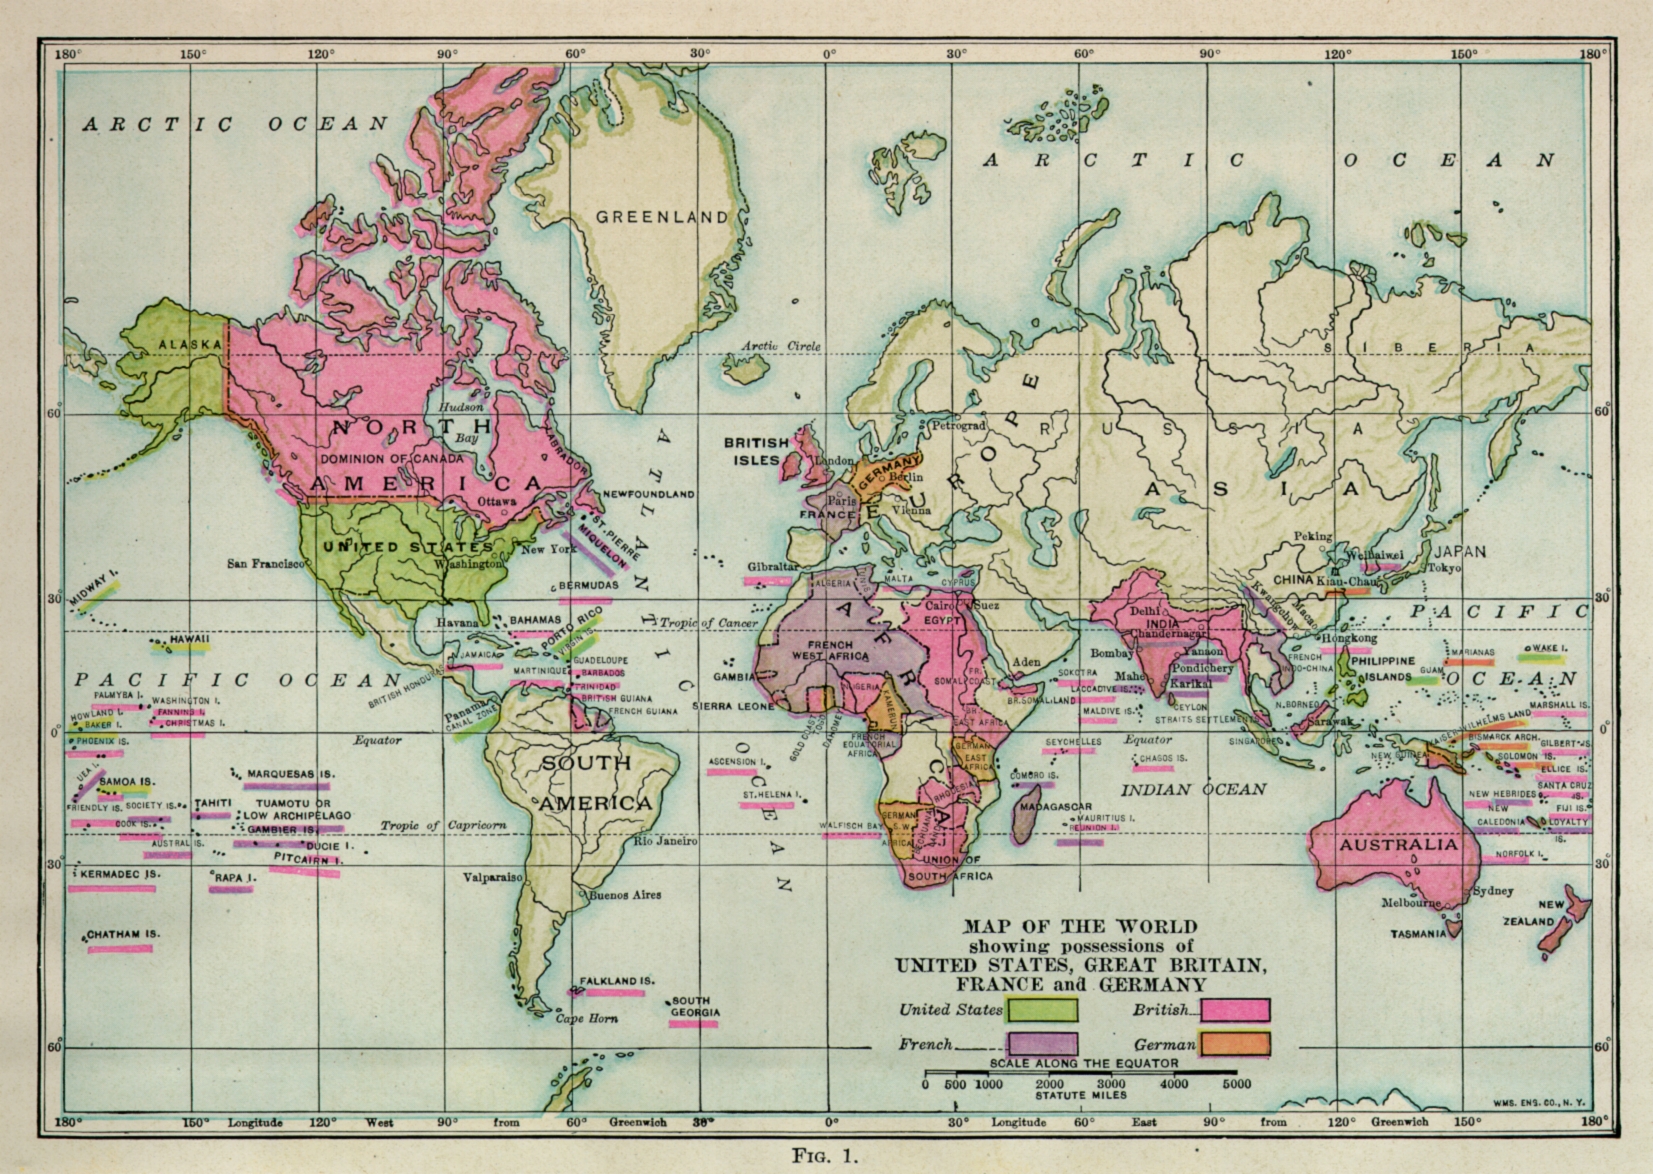 180° 150° 120° 90° 60° 30° 0° 30° 60° 90° 120° 150° 180°
ARCTIC OCEAN
ARCTIC OCEAN
GREENLAND
ALASKA
Arctic Circle
SIBERIA
60°
60°
Hudson
Bay
NORTH
AMERICA
DOMINION OF CANADA
LABRADOR
Ottawa
NEWFOUNDLAND
ST. PIERRE
MIQUELON
BRITISH
ISLES
London
GERMANY
Berlin
Paris
FRANCE
Vienna
Petrograd
EUROPE
RUSSIA
ASIA
ATLANTIC
OCEAN
UNITED STATES
New York
Washington
San Francisco
BERMUDAS
Gibraltar
ALGERIA
TUNIS
MALTA
CYPRUS
Peking
Weihaiwei
JAPAN
Tokyo
CHINA
Kiau-Chau
Kwangchow
Macao
MIDWAY I.
30°
30°
Havana
BAHAMAS
PORTO RICO
VIRGIN IS.
Tropic of Cancer
Cairo
Suez
EGYPT
Delhi
INDIA
Chandernagar
Hongkong
PACIFIC
OCEAN
HAWAII
JAMAICA
MARTINIQUE
GUADELOUPE
BARBADOS
TRINIDAD
BRITISH GUIANA
FRENCH GUIANA
BRITISH HONDURAS
Panama
CANAL ZONE
AFRICA
FRENCH
WEST AFRICA
Aden
SOKOTRA
Bombay
Yanaon
Pondichery
Mahe
Karikal
LACCADIVE IS.
MALDIVE IS.
CEYLON
STRAITS SETTLEMENTS
FRENCH
INDO-CHINA
PHILIPPINE
ISLANDS
GUAM
MARIANAS
WAKE I.
PACIFIC OCEAN
PALMYRA I.
WASHINGTON I.
HOWLAND I.
FANNING I.
BAKER I.
CHRISTMAS I.
PHOENIX IS.
GAMBIA
SIERRA LEONE
GOLD COAST
TOGO
DAHOMEY
NIGERIA
KAMERUN
FR.
SOMALI COAST
BR. SOMALILAND
BR.
EAST AFRICA
FRENCH
EQUATORIAL
AFRICA
GERMAN
EAST
AFRICA
N. BORNEO
Sarawak
SINGAPORE
MARSHALL IS.
KAISER WILHELMS LAND
BISMARCK ARCH.
NEW GUINEA
GILBERT IS.
SOLOMON IS.
ELLICE IS.
0°
0°
Equator
Equator
SEYCHELLES
CHAGOS IS.
SOUTH
AMERICA
UEA I.
SAMOA IS.
MARQUESAS IS.
FRIENDLY IS.
SOCIETY IS.
TAHITI
TUAMOTU OR
LOW ARCHIPELAGO
GAMBIER IS.
COOK IS.
DUCIE I.
AUSTRAL IS.
PITCAIRN I.
ASCENSION I.
ST. HELENA I.
WALFISCH BAY
COMORO IS.
MADAGASCAR
INDIAN OCEAN
MAURITIUS I.
REUNION I.
SANTA CRUZ
IS.
NEW HEBRIDES
FIJI IS.
NEW
CALEDONIA
LOYALTY
IS.
Tropic of Capricorn
Rio Janeiro
RHODESIA
GERMAN
S. W.
AFRICA
BECHUANA
LAND
UNION OF
SOUTH AFRICA
AUSTRALIA
NORFOLK I.
30°
30°
KERMADEC IS.
RAPA I.
Valparaiso
Buenos Aires
Sydney
Melbourne
TASMANIA
NEW
ZEALAND
CHATHAM IS.
FALKLAND IS.
SOUTH
GEORGIA
Cape Horn
MAP OF THE WORLD
showing possessions of
UNITED STATES, GREAT BRITAIN,
FRANCE and GERMANY
United States British
French German
SCALE ALONG THE EQUATOR
0 500 1000 2000 3000 4000 5000
STATUTE MILES
60°
60°
WMS. ENG. CO., N. Y.
180° 150° Longitude 120° West 90° from 60° Greenwich 30° 0° 30° Longitude 60° East 90° from 120° Greenwich 150° 180°
FIG. 1.